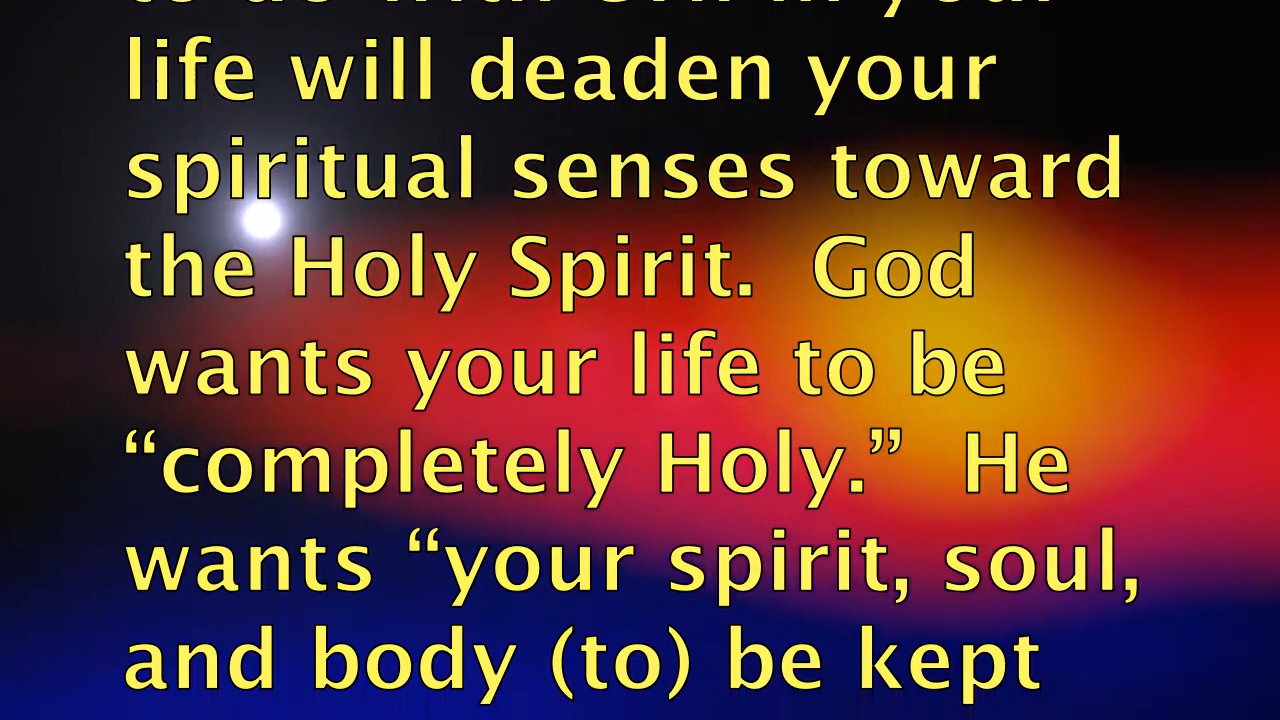 life will deaden your
spiritual senses toward
the Holy Spirit.  God
wants your life to be
“completely Holy.”  He
wants “your spirit, soul,
and body (to) be kept